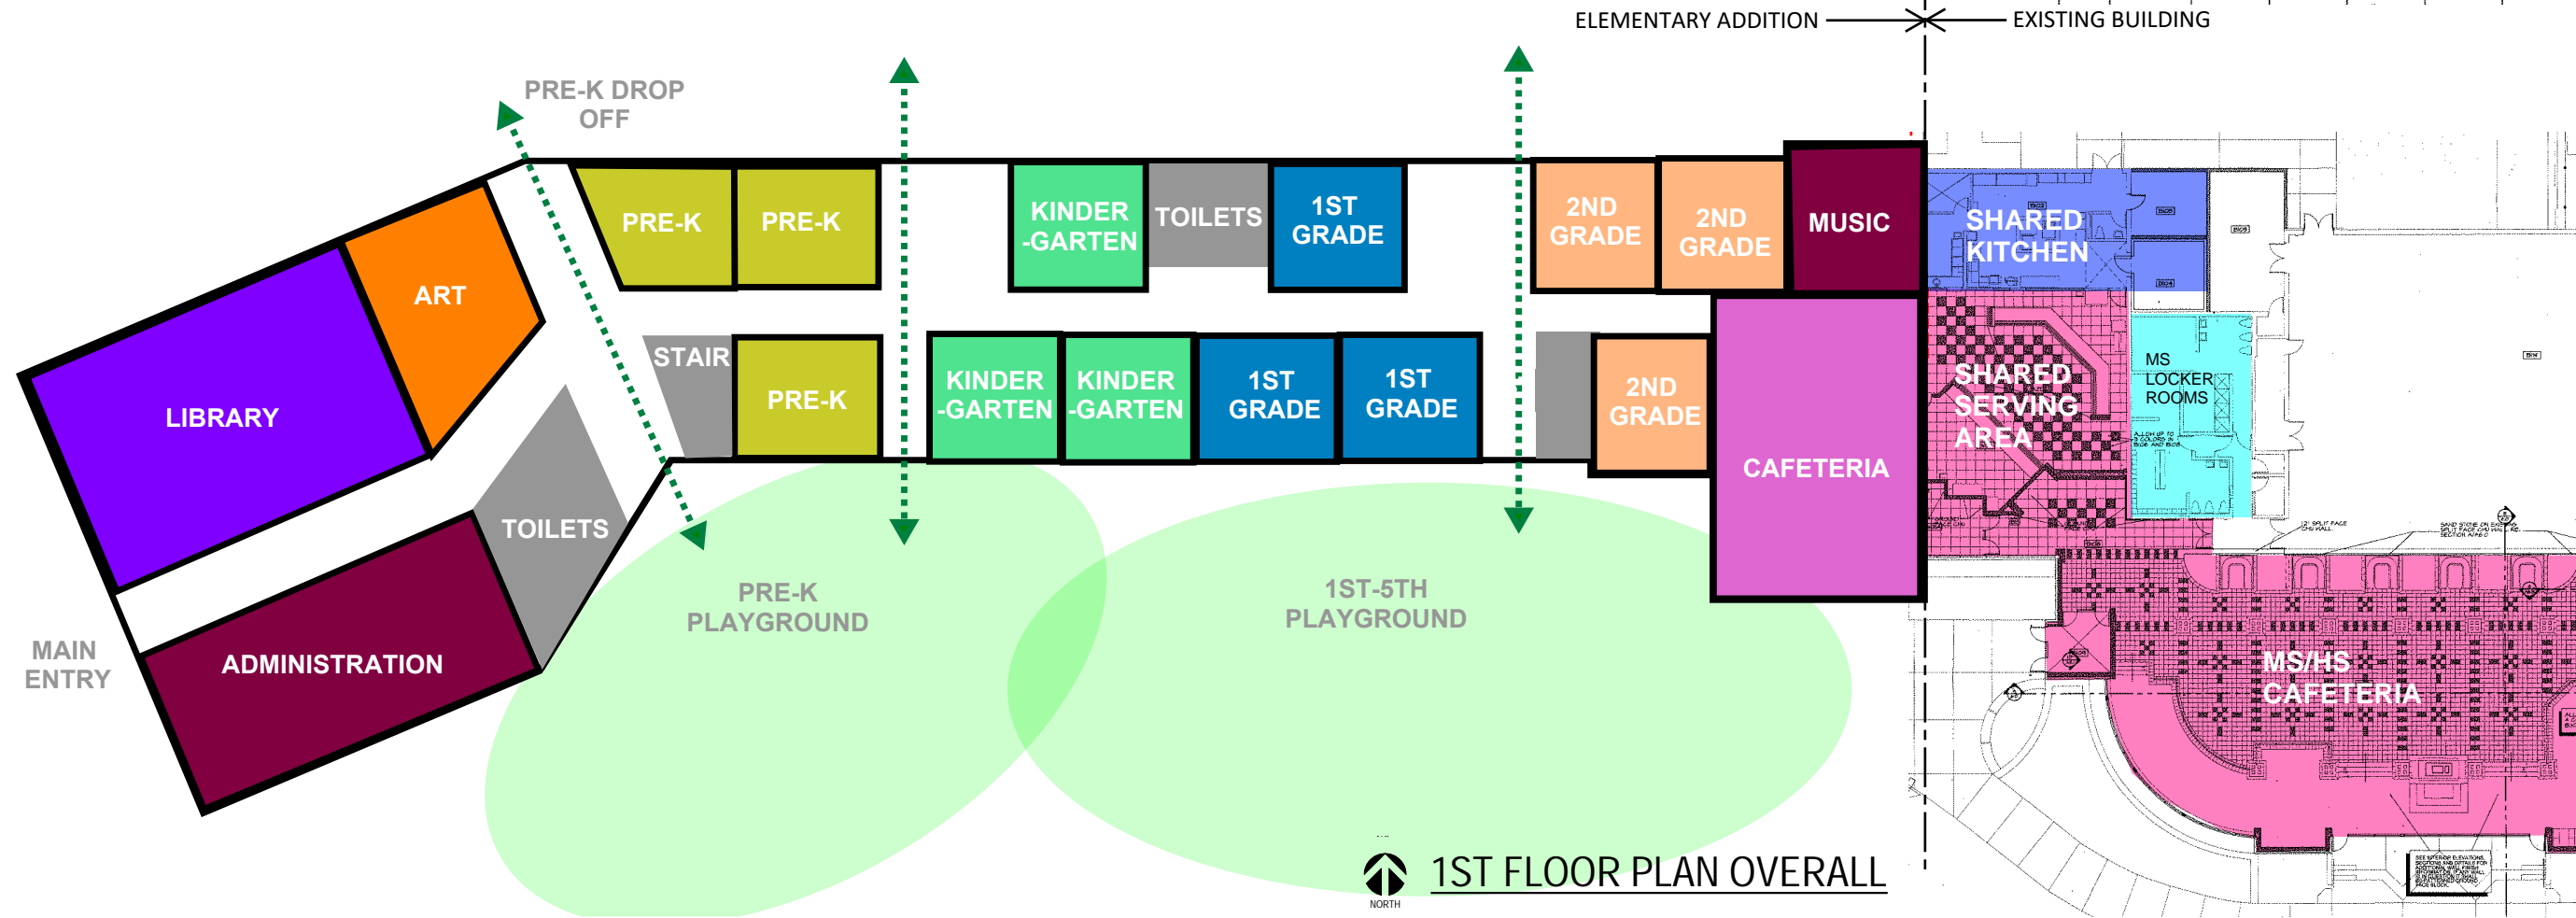 ELEMENTARY ADDITION
EXISTING BUILDING
PRE-K DROP
OFF
PRE-K
PRE-K
KINDER
-GARTEN
TOILETS
1ST
GRADE
2ND
GRADE
2ND
GRADE
MUSIC
SHARED
KITCHEN
ART
LIBRARY
STAIR
PRE-K
KINDER
-GARTEN
KINDER
-GARTEN
1ST
GRADE
1ST
GRADE
2ND
GRADE
CAFETERIA
SHARED
SERVING
AREA
MS
LOCKER
ROOMS
TOILETS
PRE-K
PLAYGROUND
1ST-5TH
PLAYGROUND
MAIN
ENTRY
ADMINISTRATION
MS/HS
CAFETERIA
NORTH
1ST FLOOR PLAN OVERALL